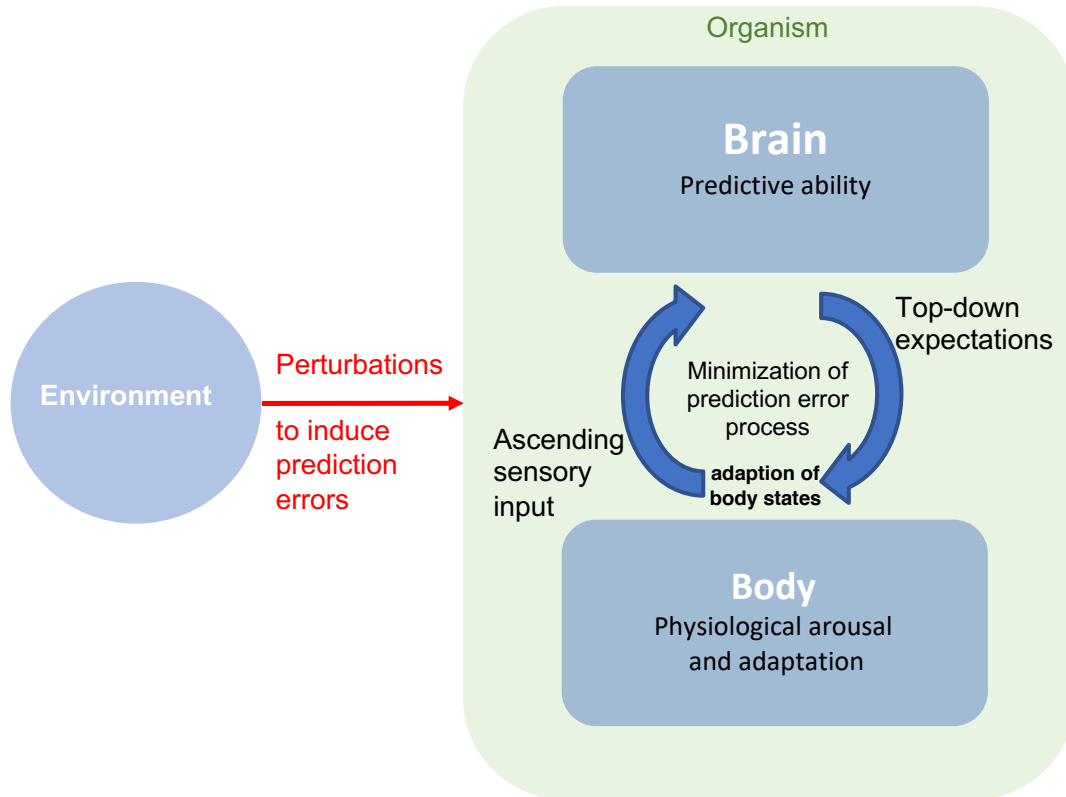 Organism
Brain
Predictive ability
Environment
Perturbations
to induce
prediction
errors
Top-down
expectations
Minimization of
prediction error
process
Ascending
sensory
input
adaption of
body states
Body
Physiological arousal
and adaptation